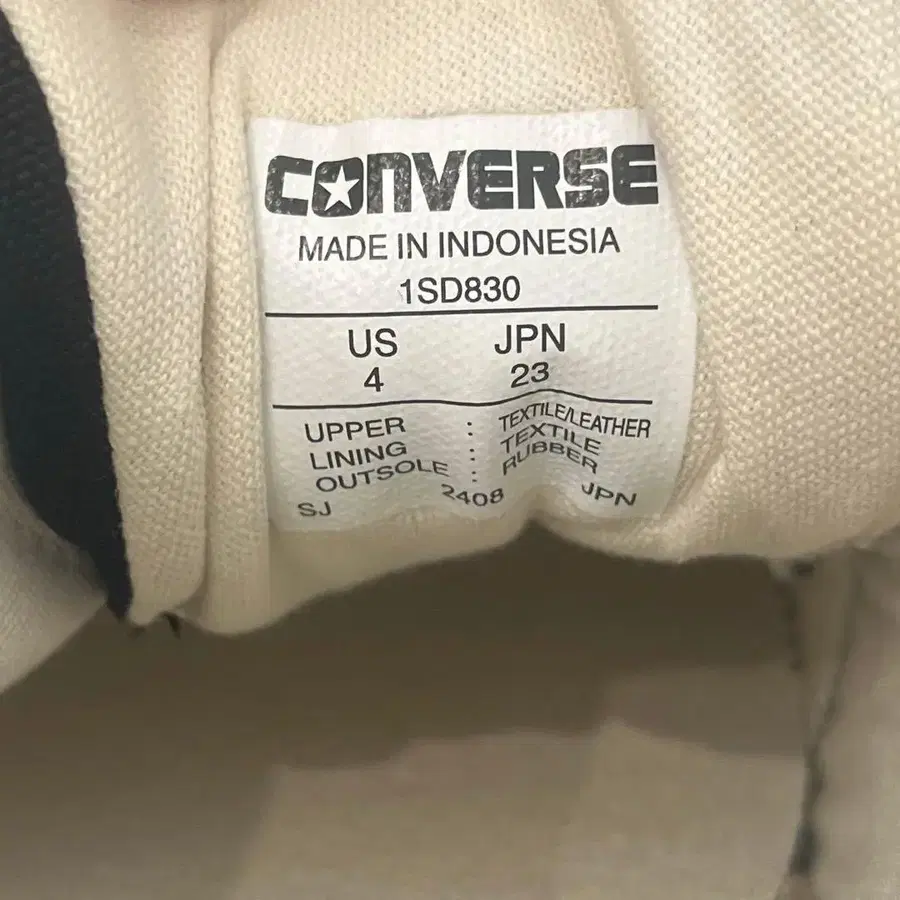 CONVERSE
MADE IN INDONESIA
1SD830
US JPN
4 23
UPPER : TEXTILE/LEATHER
LINING : TEXTILE
OUTSOLE : RUBBER
SJ 2408 JPN